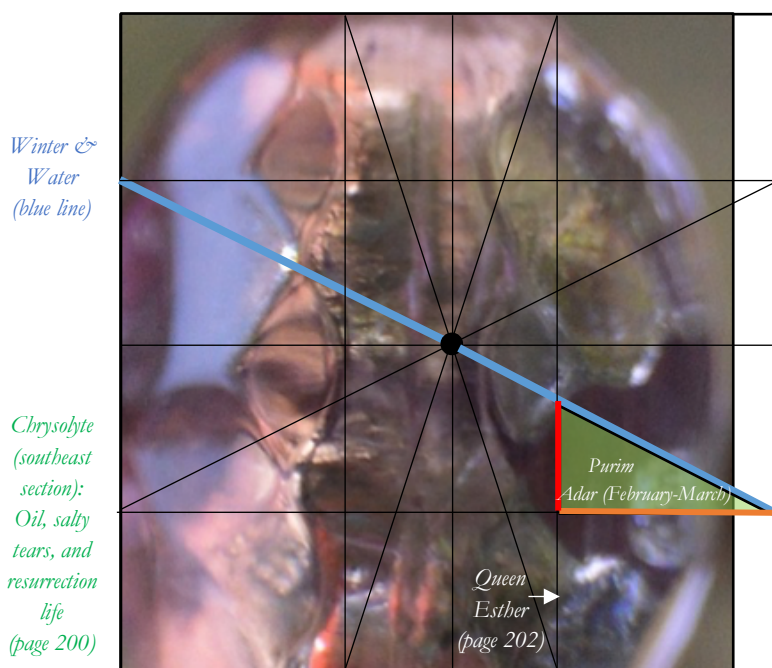 Winter &
Water
(blue line)
Chrysolyte
(southeast
section):
Oil, salty
tears, and
resurrection
life
(page 200)
Purim
Adar (February-March)
Queen
Esther
(page 202)